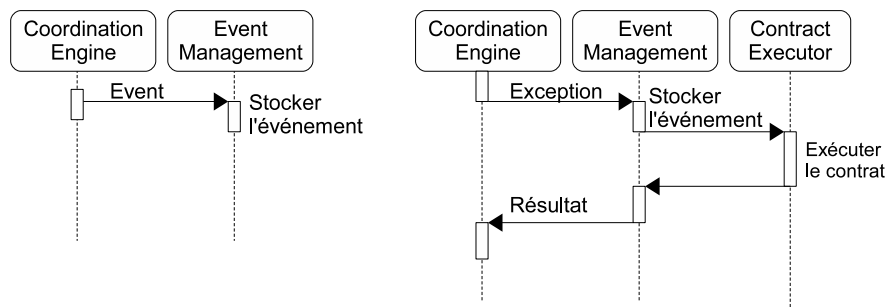 Coordination
Engine
Event
Management
Event
Stocker
l'événement
Coordination
Engine
Event
Management
Contract
Executor
Exception
Stocker
l'événement
Exécuter
le contrat
Résultat